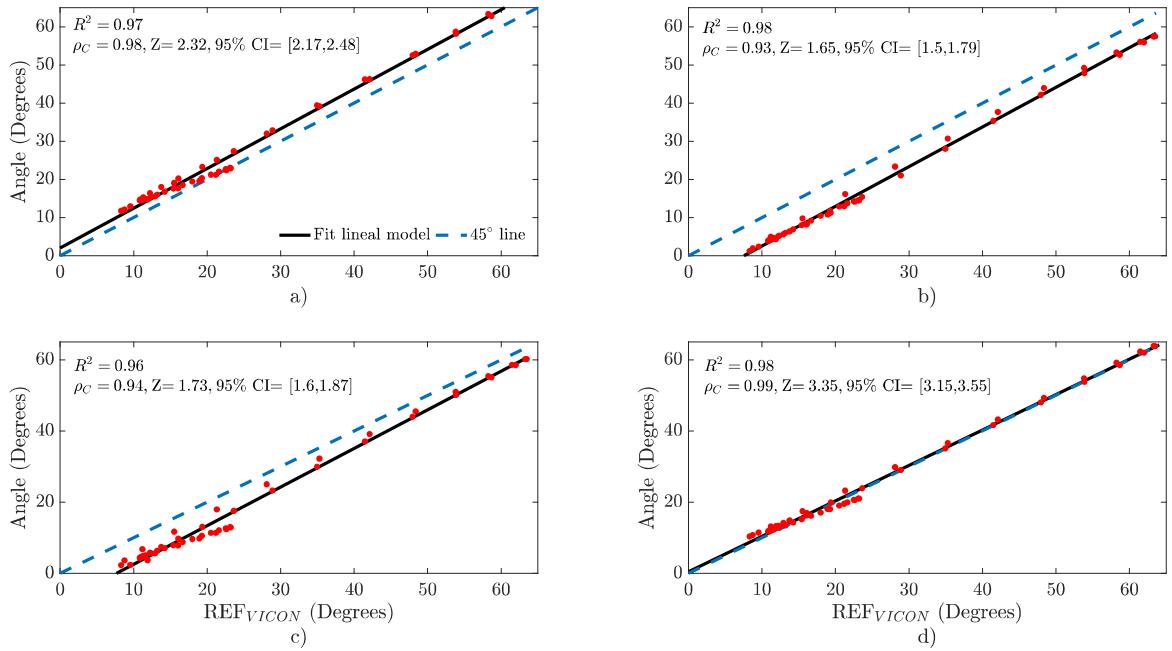 R² = 0.97
ρ_C = 0.98, Z= 2.32, 95% CI= [2.17,2.48]
Angle (Degrees)
60
50
40
30
20
10
0
Fit lineal model 45° line
0 10 20 30 40 50 60
a)
R² = 0.98
ρ_C = 0.93, Z= 1.65, 95% CI= [1.5,1.79]
Angle (Degrees)
60
50
40
30
20
10
0
0 10 20 30 40 50 60
b)
R² = 0.96
ρ_C = 0.94, Z= 1.73, 95% CI= [1.6,1.87]
Angle (Degrees)
60
40
20
0
0 10 20 30 40 50 60
REF_VICON (Degrees)
c)
R² = 0.98
ρ_C = 0.99, Z= 3.35, 95% CI= [3.15,3.55]
Angle (Degrees)
60
40
20
0
0 10 20 30 40 50 60
REF_VICON (Degrees)
d)